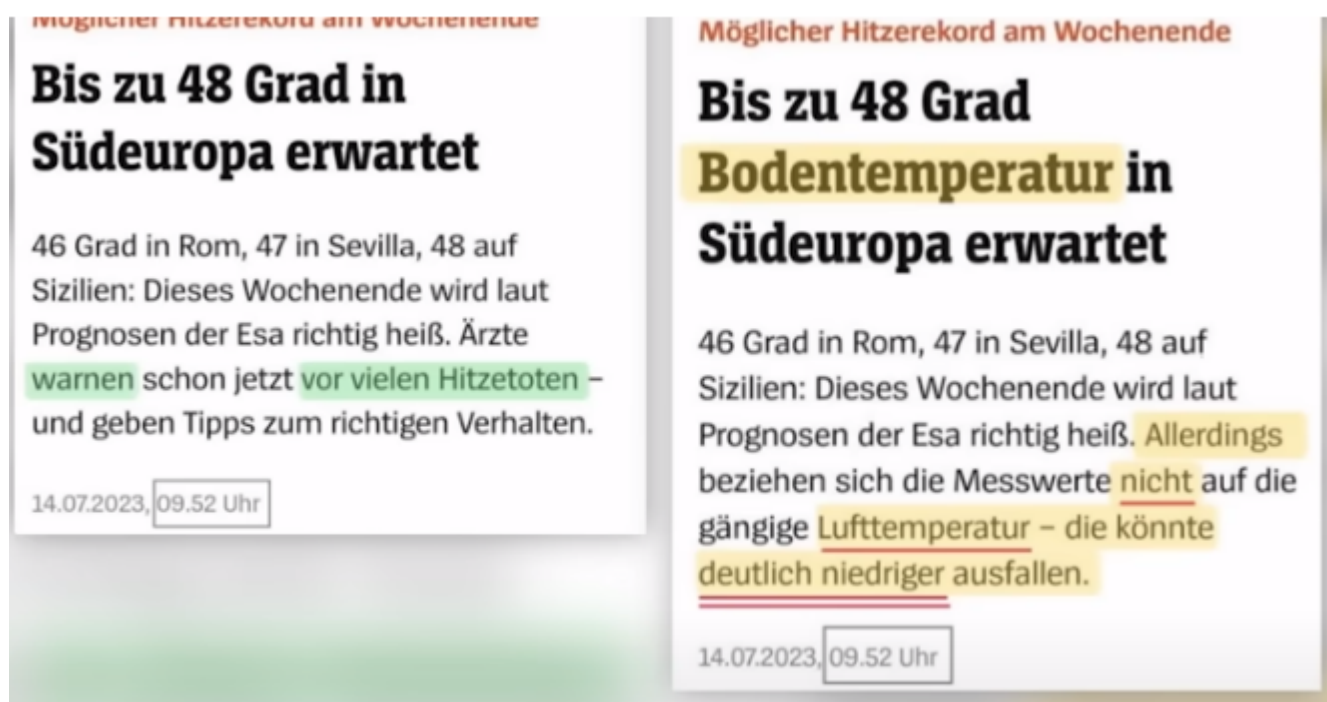 Möglicher Hitzerekord am Wochenende
Bis zu 48 Grad in
Südeuropa erwartet
46 Grad in Rom, 47 in Sevilla, 48 auf
Sizilien: Dieses Wochenende wird laut
Prognosen der Esa richtig heiß. Ärzte
warnen schon jetzt vor vielen Hitzetoten –
und geben Tipps zum richtigen Verhalten.
14.07.2023, 09.52 Uhr
Möglicher Hitzerekord am Wochenende
Bis zu 48 Grad
Bodentemperatur in
Südeuropa erwartet
46 Grad in Rom, 47 in Sevilla, 48 auf
Sizilien: Dieses Wochenende wird laut
Prognosen der Esa richtig heiß. Allerdings
beziehen sich die Messwerte nicht auf die
gängige Lufttemperatur – die könnte
deutlich niedriger ausfallen.
14.07.2023, 09.52 Uhr